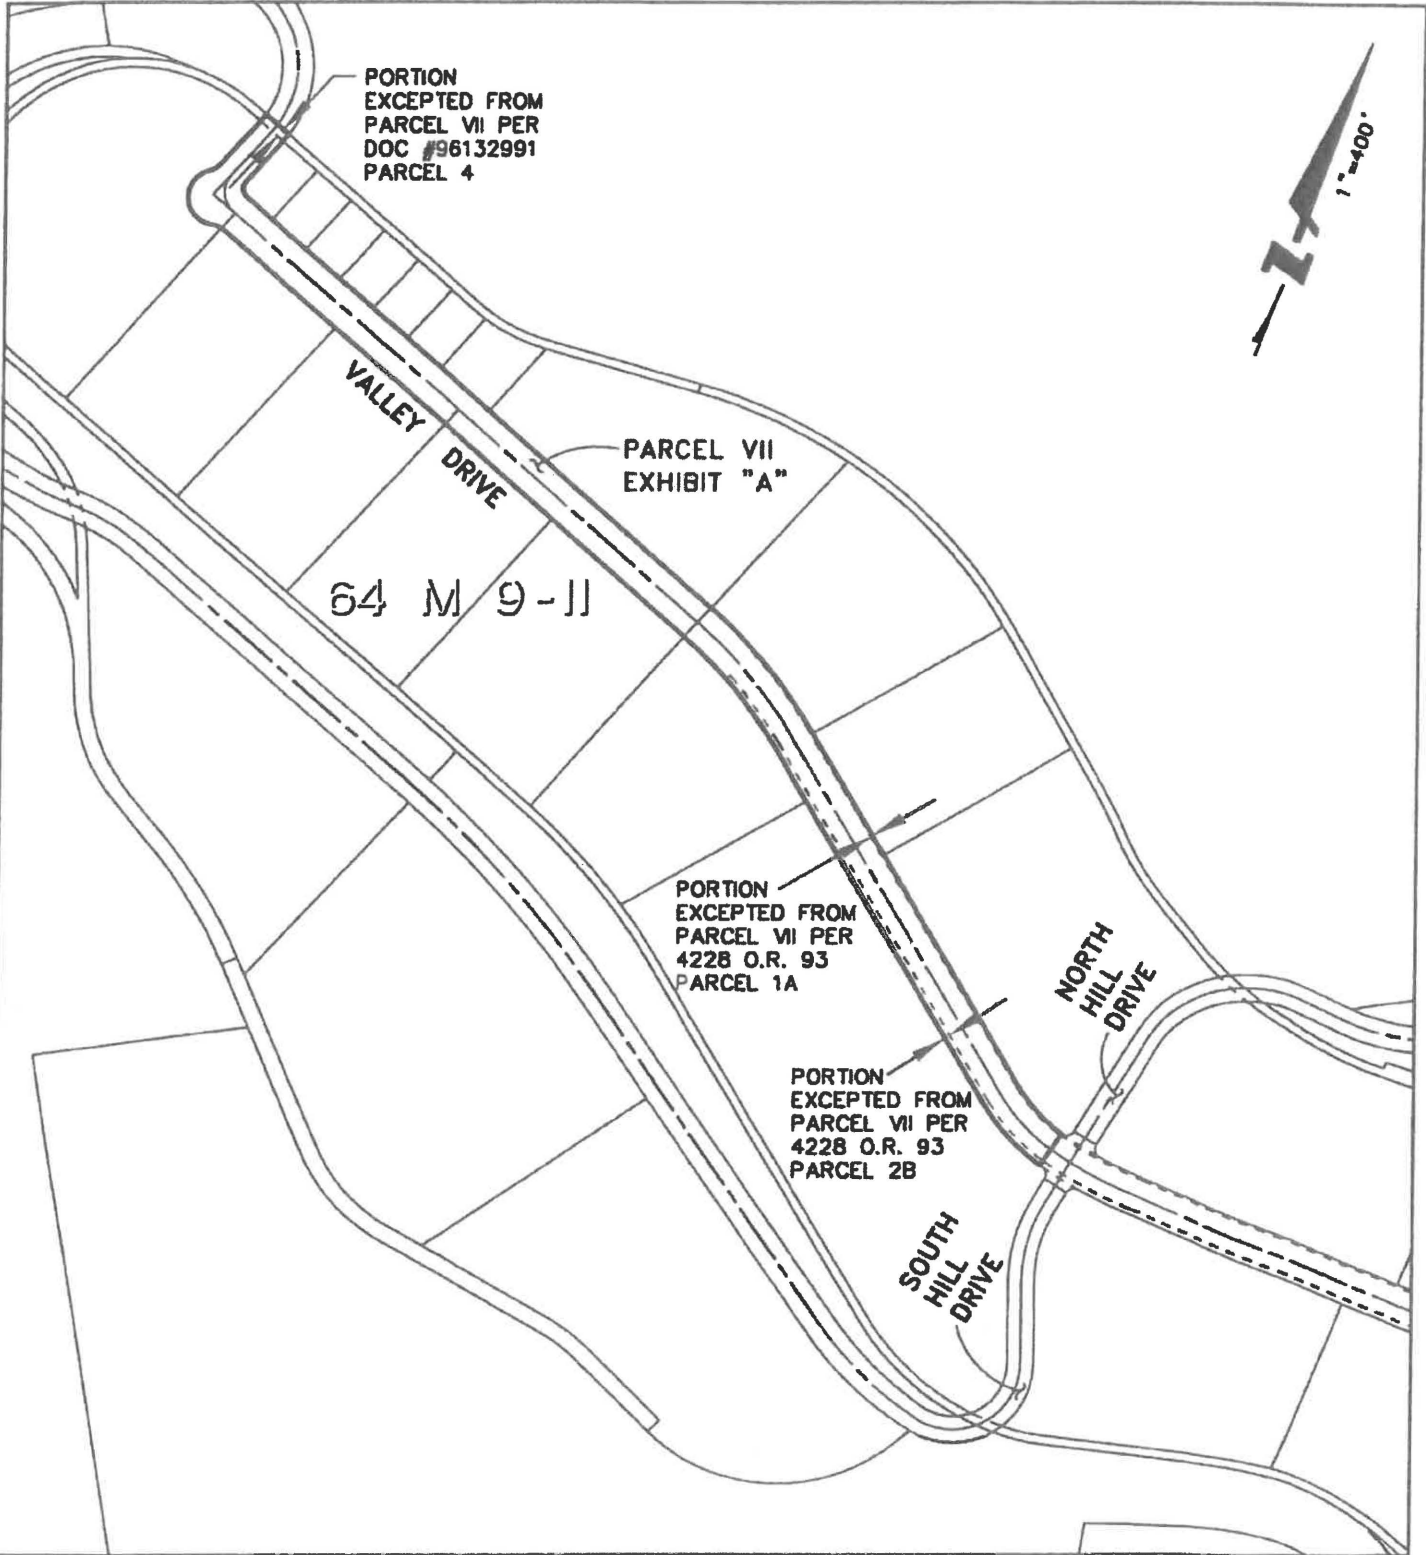 PORTION
EXCEPTED FROM
PARCEL VII PER
DOC #96132991
PARCEL 4
1"=400'
N
VALLEY DRIVE
PARCEL VII
EXHIBIT "A"
64 M 9-11
PORTION
EXCEPTED FROM
PARCEL VII PER
4228 O.R. 93
PARCEL 1A
NORTH
HILL
DRIVE
PORTION
EXCEPTED FROM
PARCEL VII PER
4228 O.R. 93
PARCEL 2B
SOUTH
HILL
DRIVE